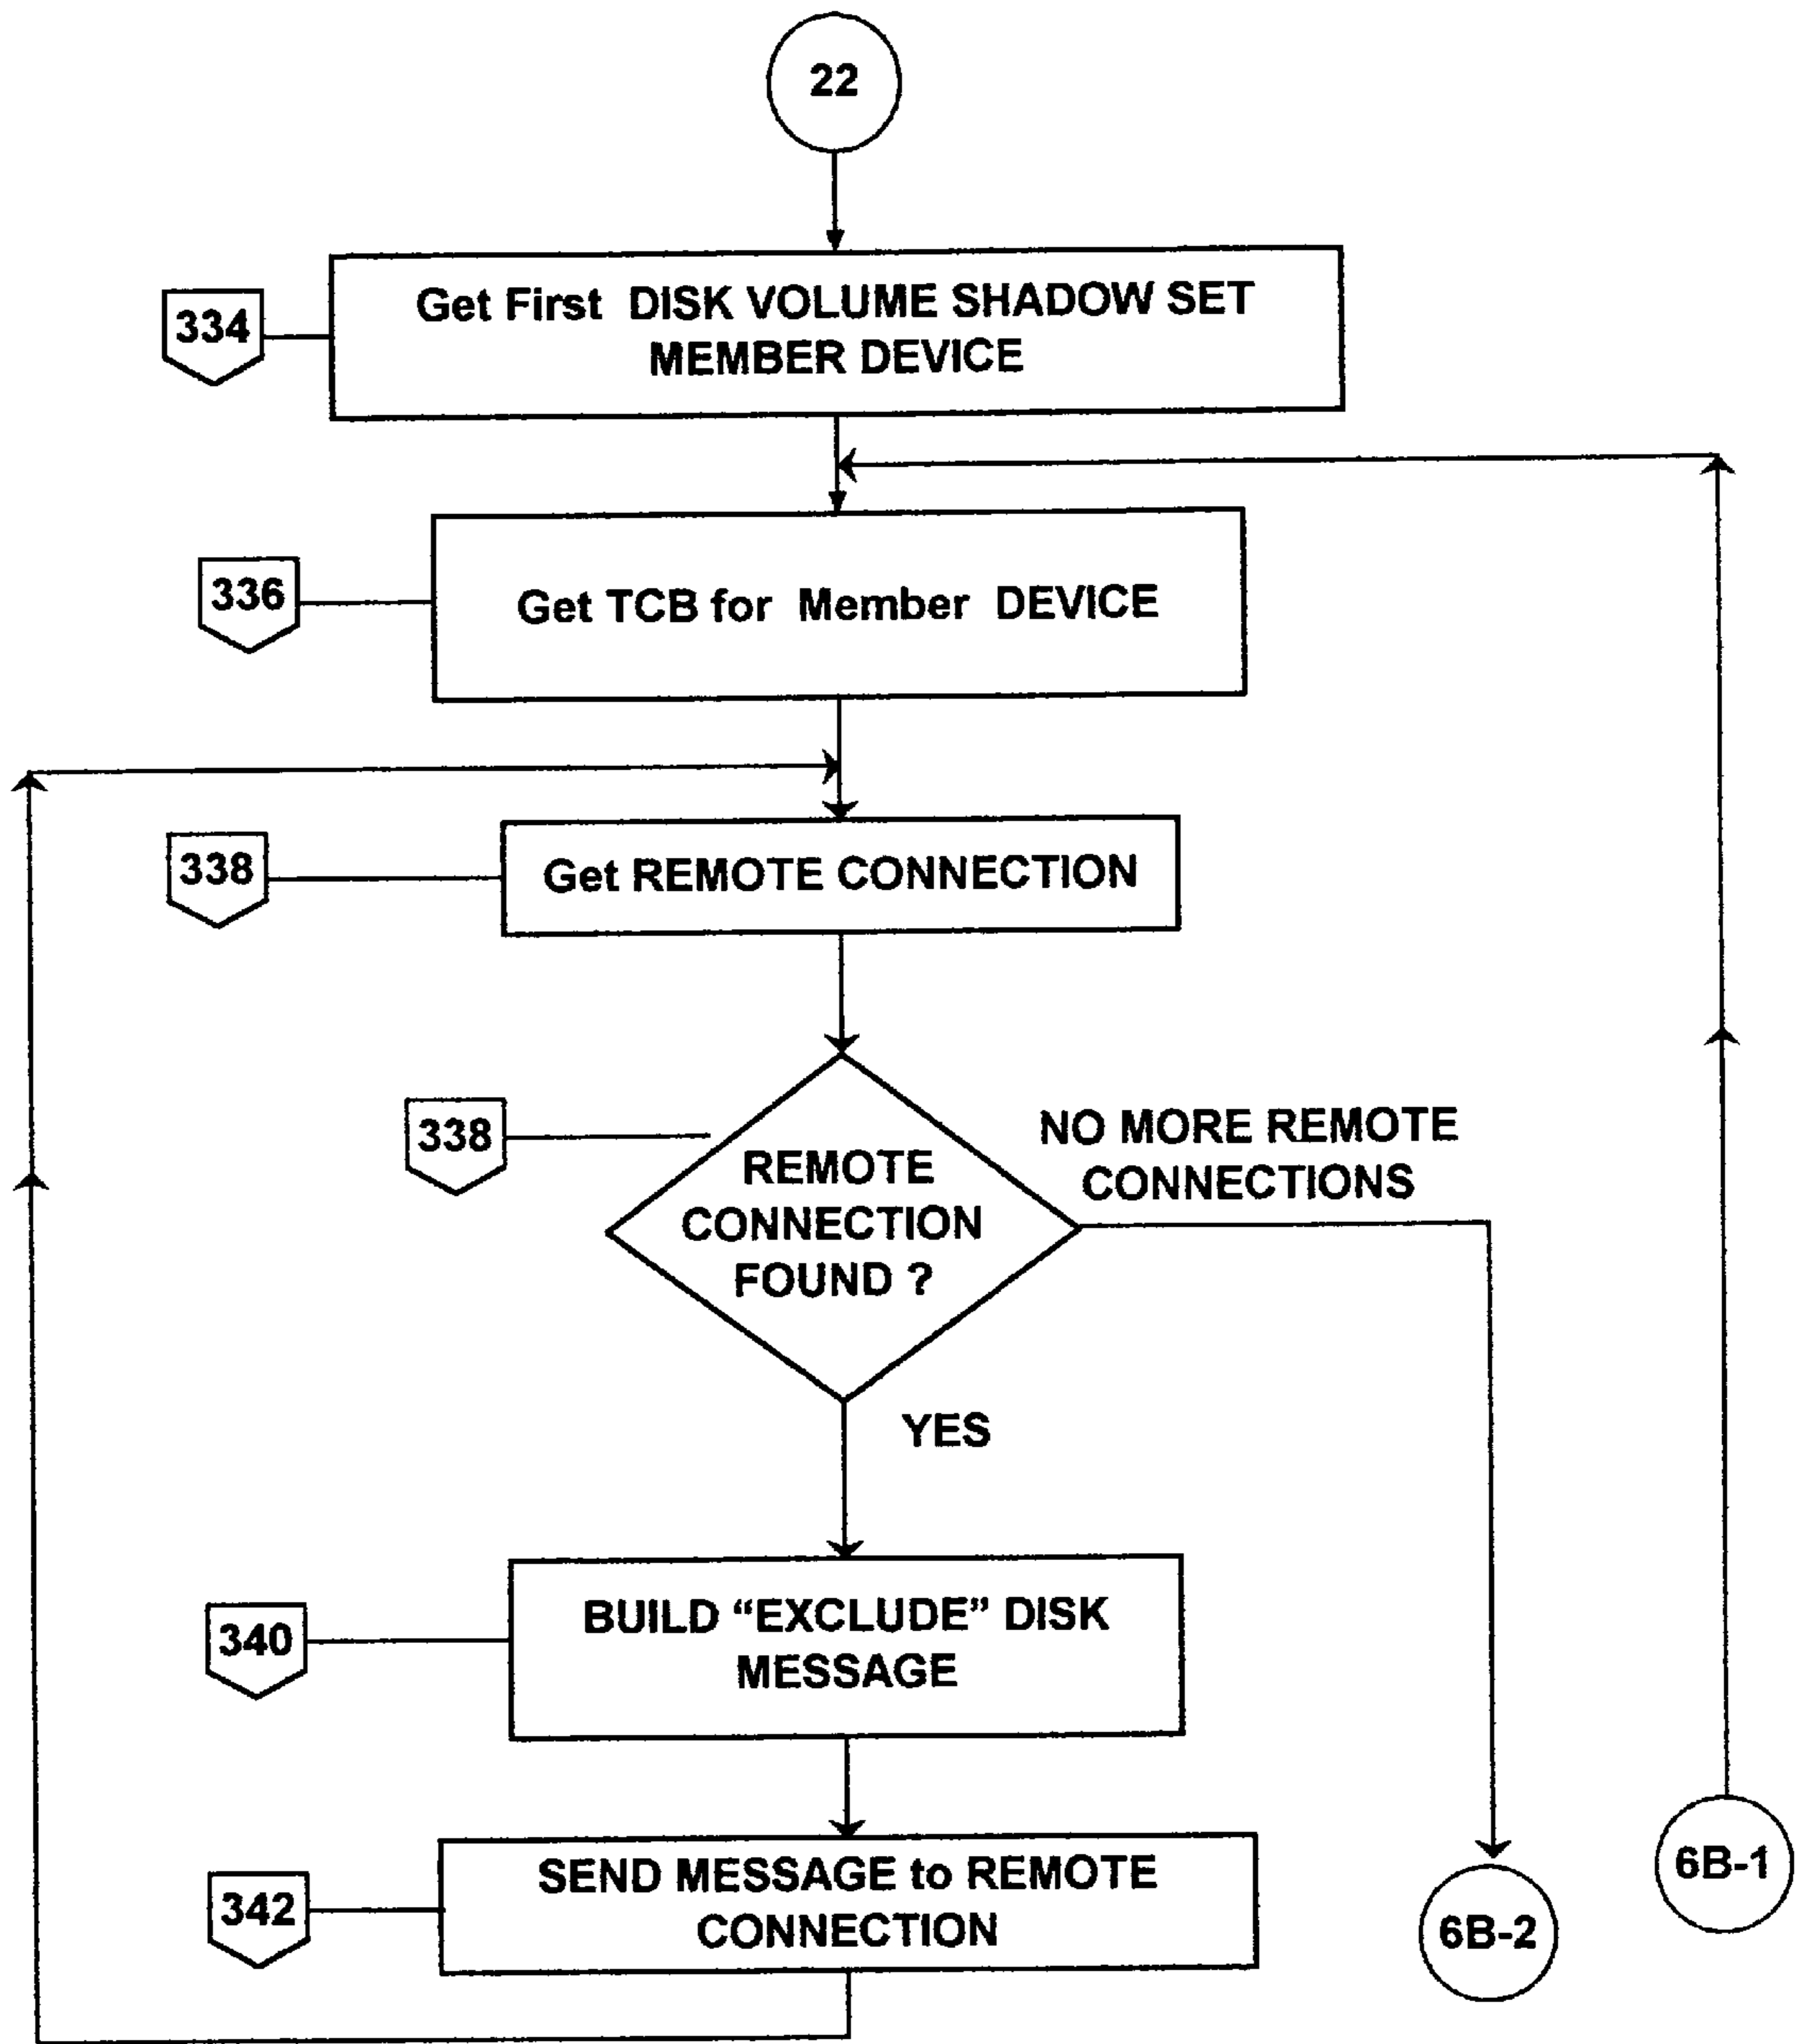 22
334
Get First DISK VOLUME SHADOW SET
MEMBER DEVICE
336
Get TCB for Member DEVICE
338
Get REMOTE CONNECTION
338
REMOTE
CONNECTION
FOUND ?
NO MORE REMOTE
CONNECTIONS
YES
340
BUILD “EXCLUDE” DISK
MESSAGE
342
SEND MESSAGE to REMOTE
CONNECTION
6B-2
6B-1